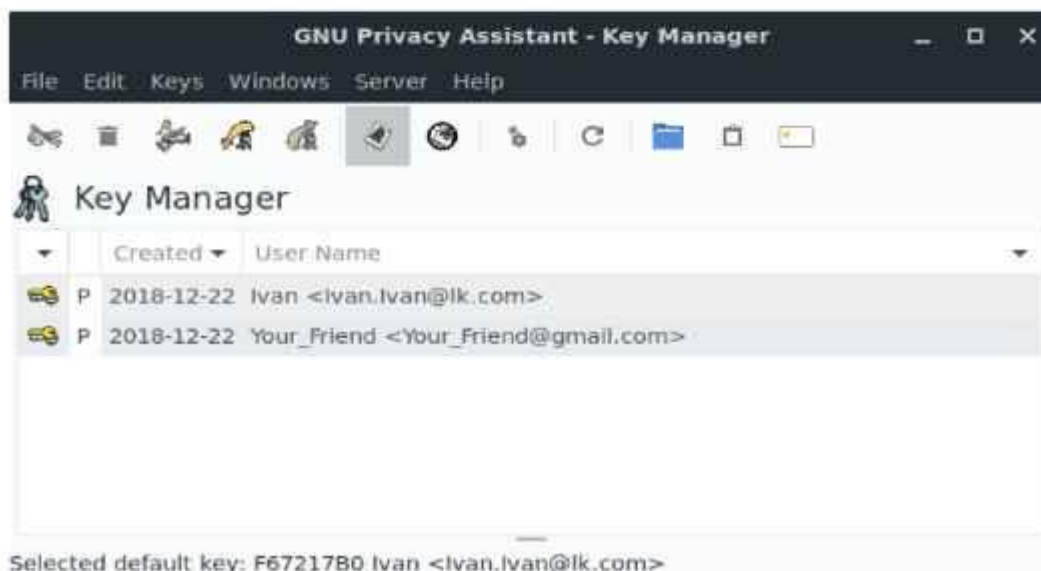 GNU Privacy Assistant - Key Manager
File Edit Keys Windows Server Help
Key Manager
Created User Name
P 2018-12-22 Ivan <Ivan.Ivan@lk.com>
P 2018-12-22 Your_Friend <Your_Friend@gmail.com>
Selected default key: F67217B0 Ivan <Ivan.Ivan@lk.com>